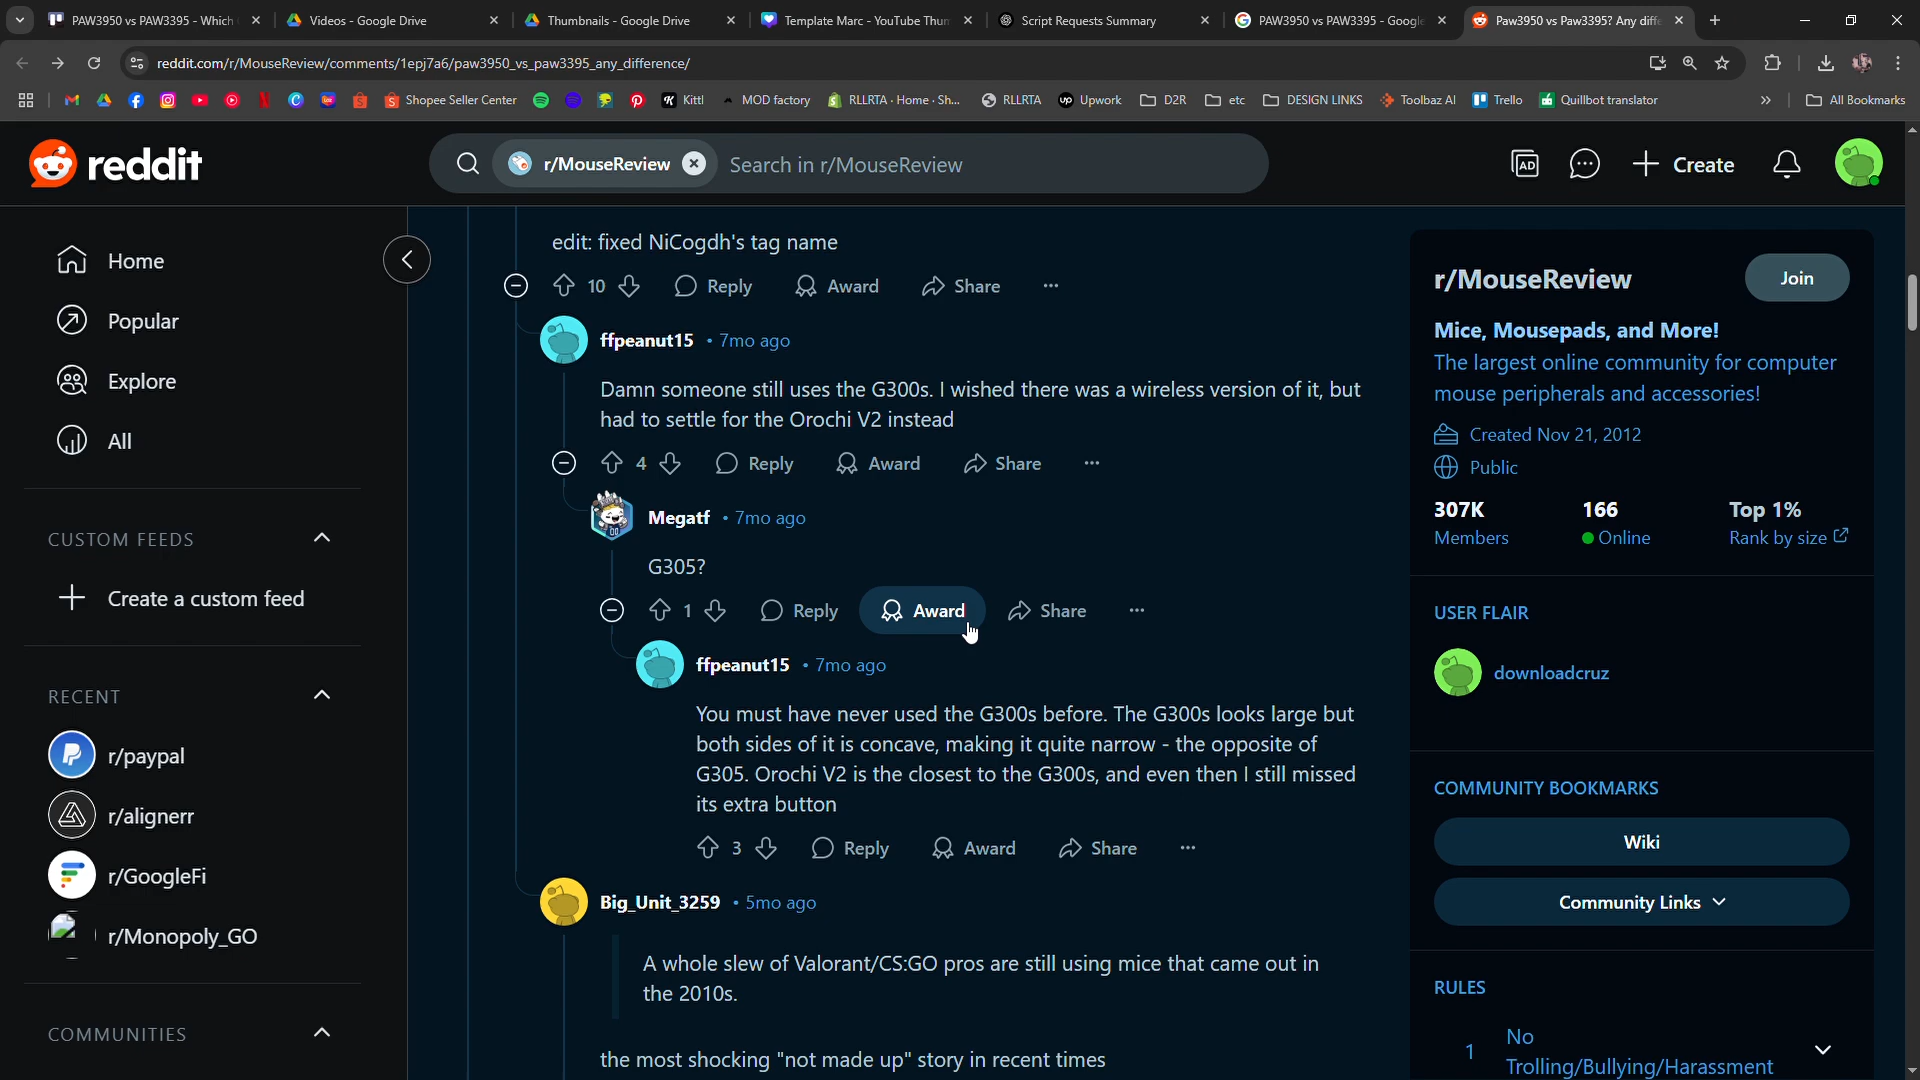 PAW3950 vs PAW3395 - Which
Videos - Google Drive
Thumbnails - Google Drive
Template Marc - YouTube Thum
Script Requests Summary
PAW3950 vs PAW3395 - Google
Paw3950 vs Paw3395? Any diffe
reddit.com/r/MouseReview/comments/1epj7a6/paw3950_vs_paw3395_any_difference/
Shopee Seller Center
Kittl
MOD factory
RLLRTA - Home - Sh...
RLLRTA
Upwork
D2R
etc
DESIGN LINKS
Toolbaz AI
Trello
Quillbot translator
All Bookmarks
reddit
r/MouseReview
Search in r/MouseReview
AD
Create
Home
Popular
Explore
All
CUSTOM FEEDS
Create a custom feed
RECENT
r/paypal
r/alignerr
r/GoogleFi
r/Monopoly_GO
COMMUNITIES
edit: fixed NiCogdh's tag name
10 Reply Award Share
ffpeanut15 • 7mo ago
Damn someone still uses the G300s. I wished there was a wireless version of it, but
had to settle for the Orochi V2 instead
4 Reply Award Share
Megatf • 7mo ago
G305?
1 Reply Award Share
ffpeanut15 • 7mo ago
You must have never used the G300s before. The G300s looks large but
both sides of it is concave, making it quite narrow - the opposite of
G305. Orochi V2 is the closest to the G300s, and even then I still missed
its extra button
3 Reply Award Share
Big_Unit_3259 • 5mo ago
A whole slew of Valorant/CS:GO pros are still using mice that came out in
the 2010s.
the most shocking "not made up" story in recent times
r/MouseReview
Join
Mice, Mousepads, and More!
The largest online community for computer
mouse peripherals and accessories!
Created Nov 21, 2012
Public
307K 166 Top 1%
Members Online Rank by size
USER FLAIR
downloadcruz
COMMUNITY BOOKMARKS
Wiki
Community Links
RULES
1 No
Trolling/Bullying/Harassment